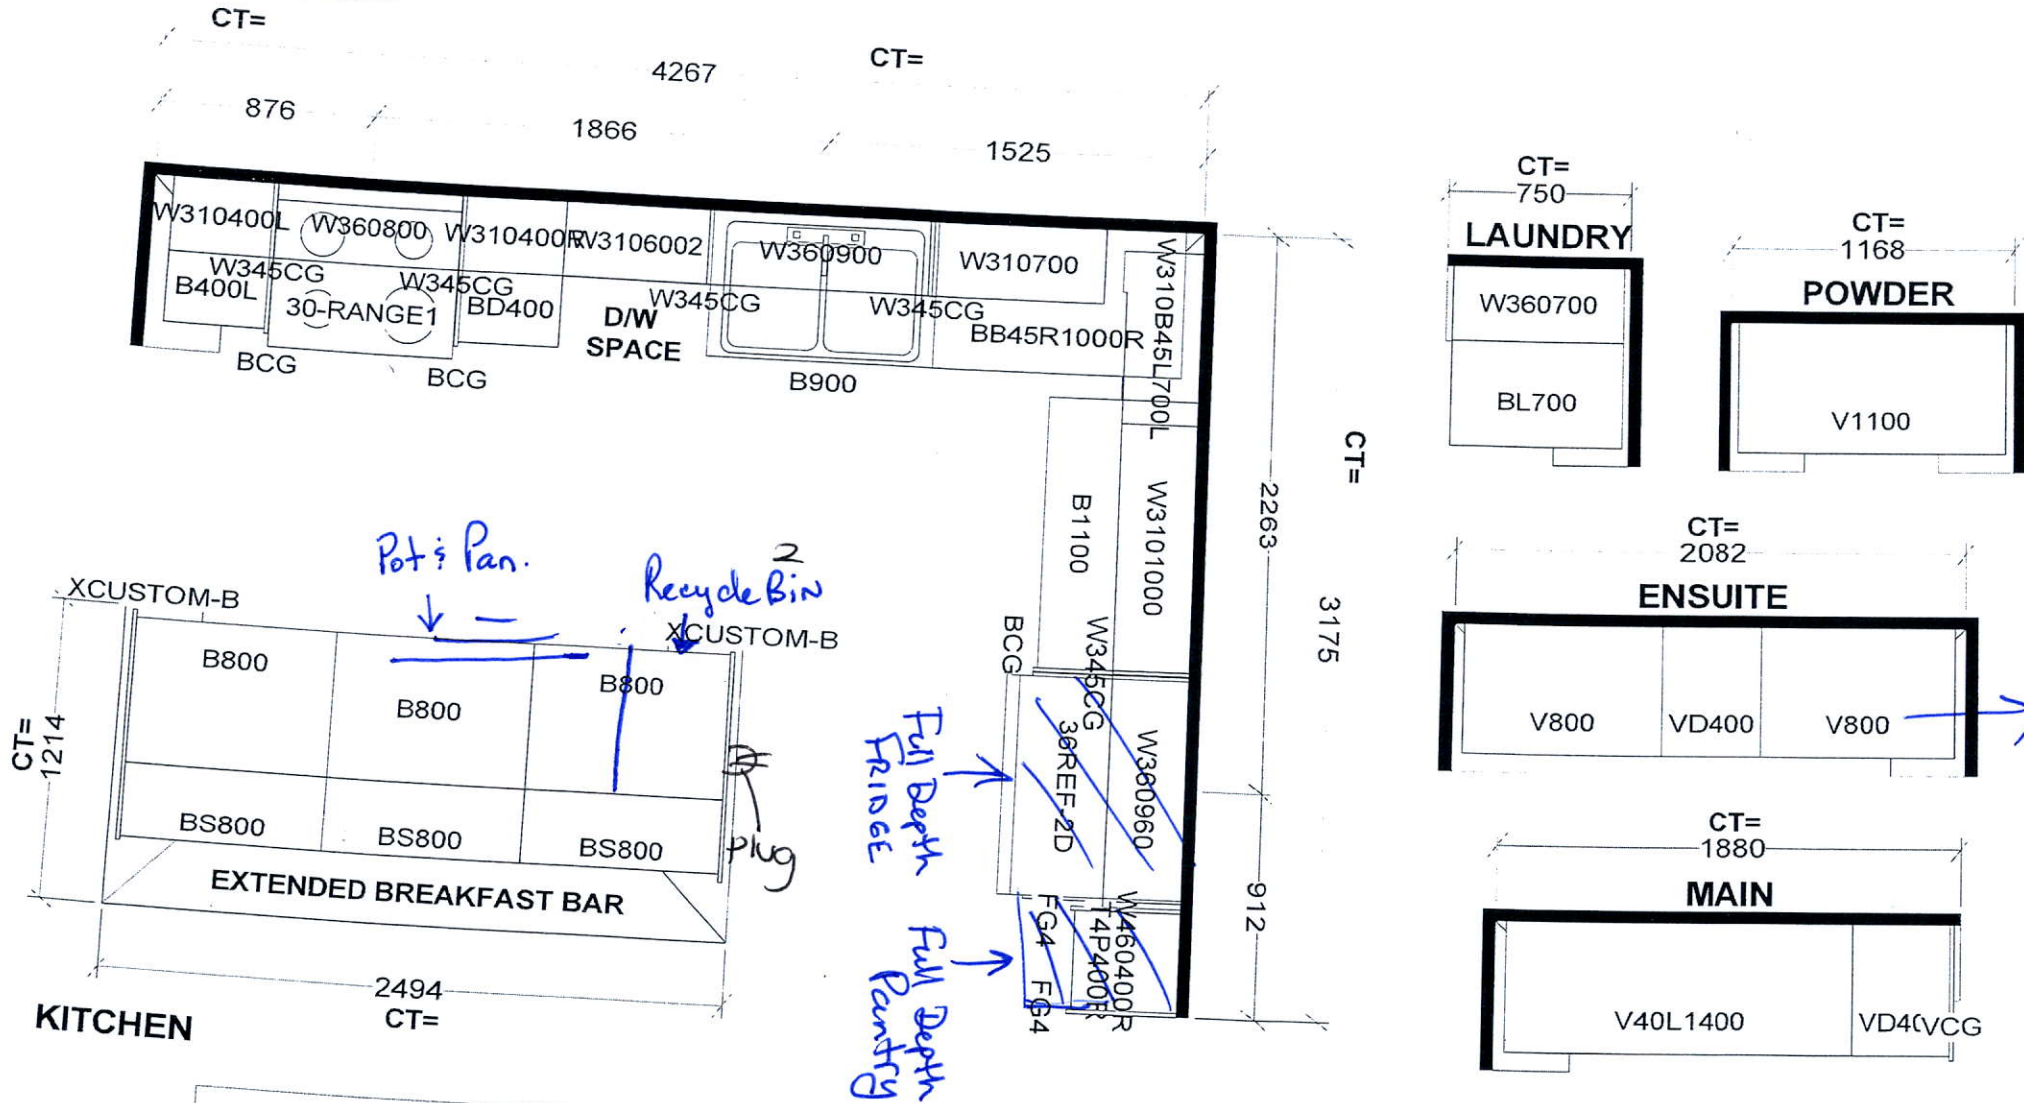 CT=
4267
CT=
876
1866
1525
W310400L
W360800
W310400R
W3106002
W360900
W310700
W310B45L700L
W345CG
W345CG
W345CG
W345CG
B400L
30-RANGE1
BD400
D/W
SPACE
BB45R1000R
BCG
BCG
B900
CT=
2263
3175
912
B1100
W3101000
BCG
W345CG
36REF-2D
W360960
FG4
FG4
T4P400R
W460400R
Full Depth
FRIDGE
Full Depth
Pantry
Pot & Pan.
2
Recycle BiN
XCUSTOM-B
XCUSTOM-B
B800
B800
B800
CT=
1214
BS800
BS800
BS800
plug
EXTENDED BREAKFAST BAR
2494
CT=
KITCHEN
CT=
750
LAUNDRY
W360700
BL700
CT=
1168
POWDER
V1100
CT=
2082
ENSUITE
V800
VD400
V800
CT=
1880
MAIN
V40L1400
VD40
VCG